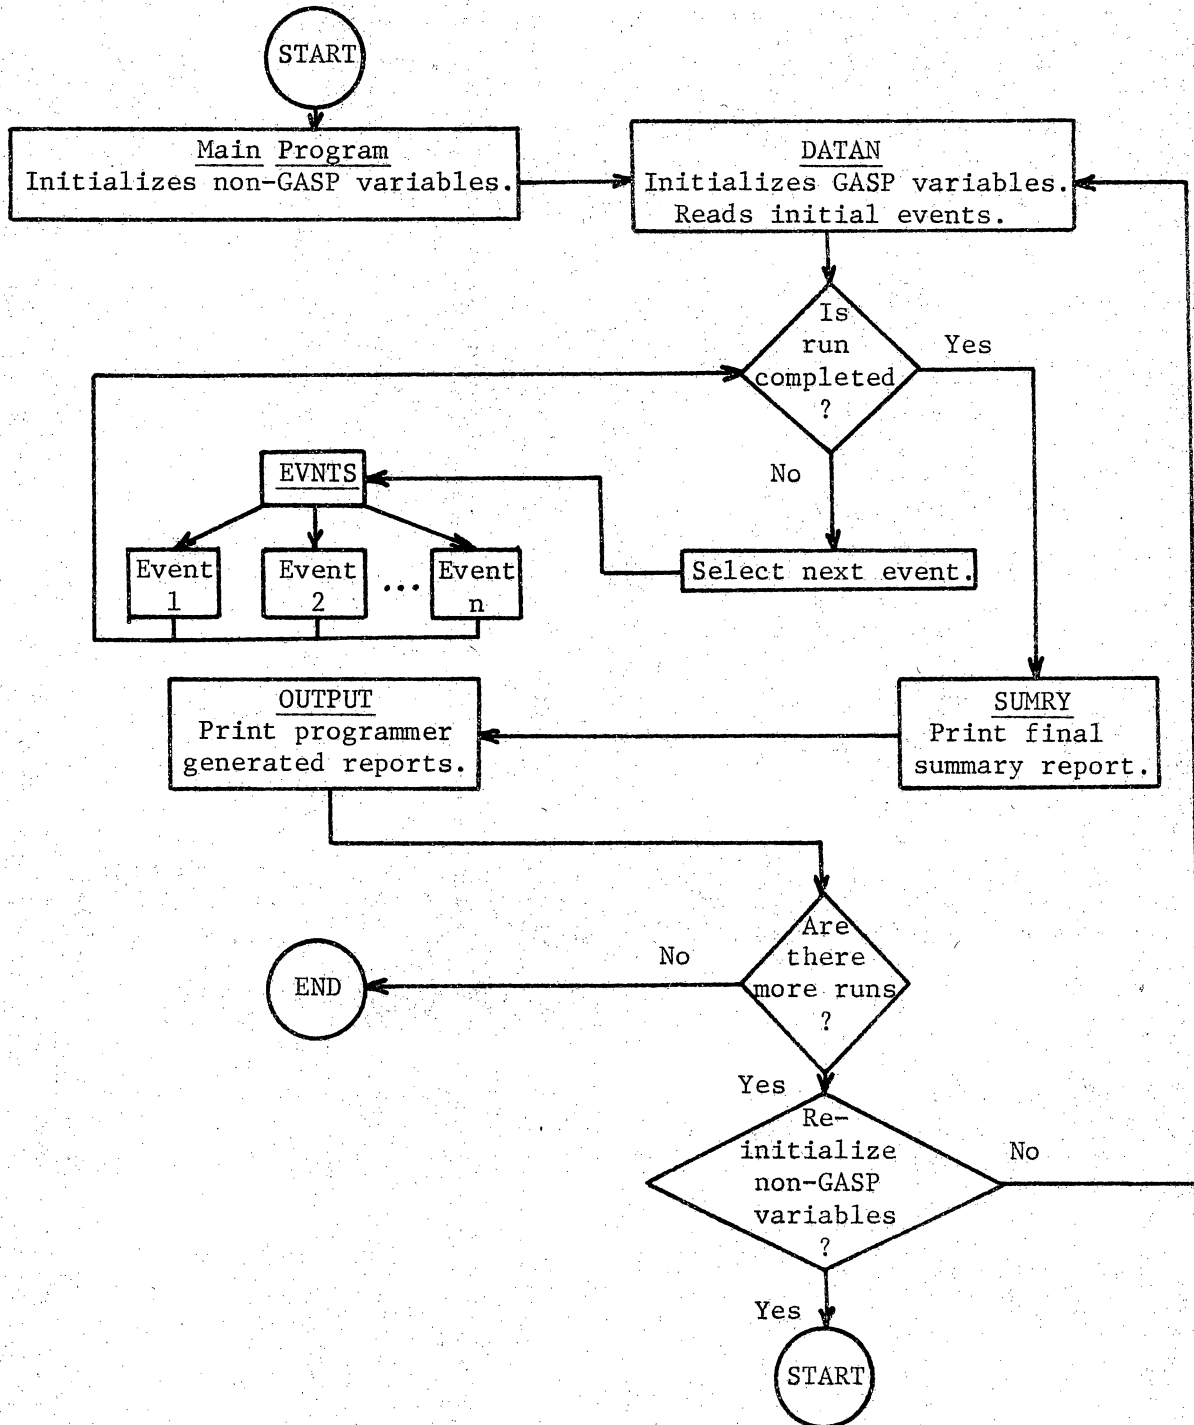 START
Main Program
Initializes non-GASP variables.
DATAN
Initializes GASP variables.
Reads initial events.
Is
run
completed
?
Yes
No
EVNTS
Event
1
Event
2
...
Event
n
Select next event.
OUTPUT
Print programmer
generated reports.
SUMRY
Print final
summary report.
Are
there
more runs
?
No
END
Yes
Re-
initialize
non-GASP
variables
?
No
Yes
START